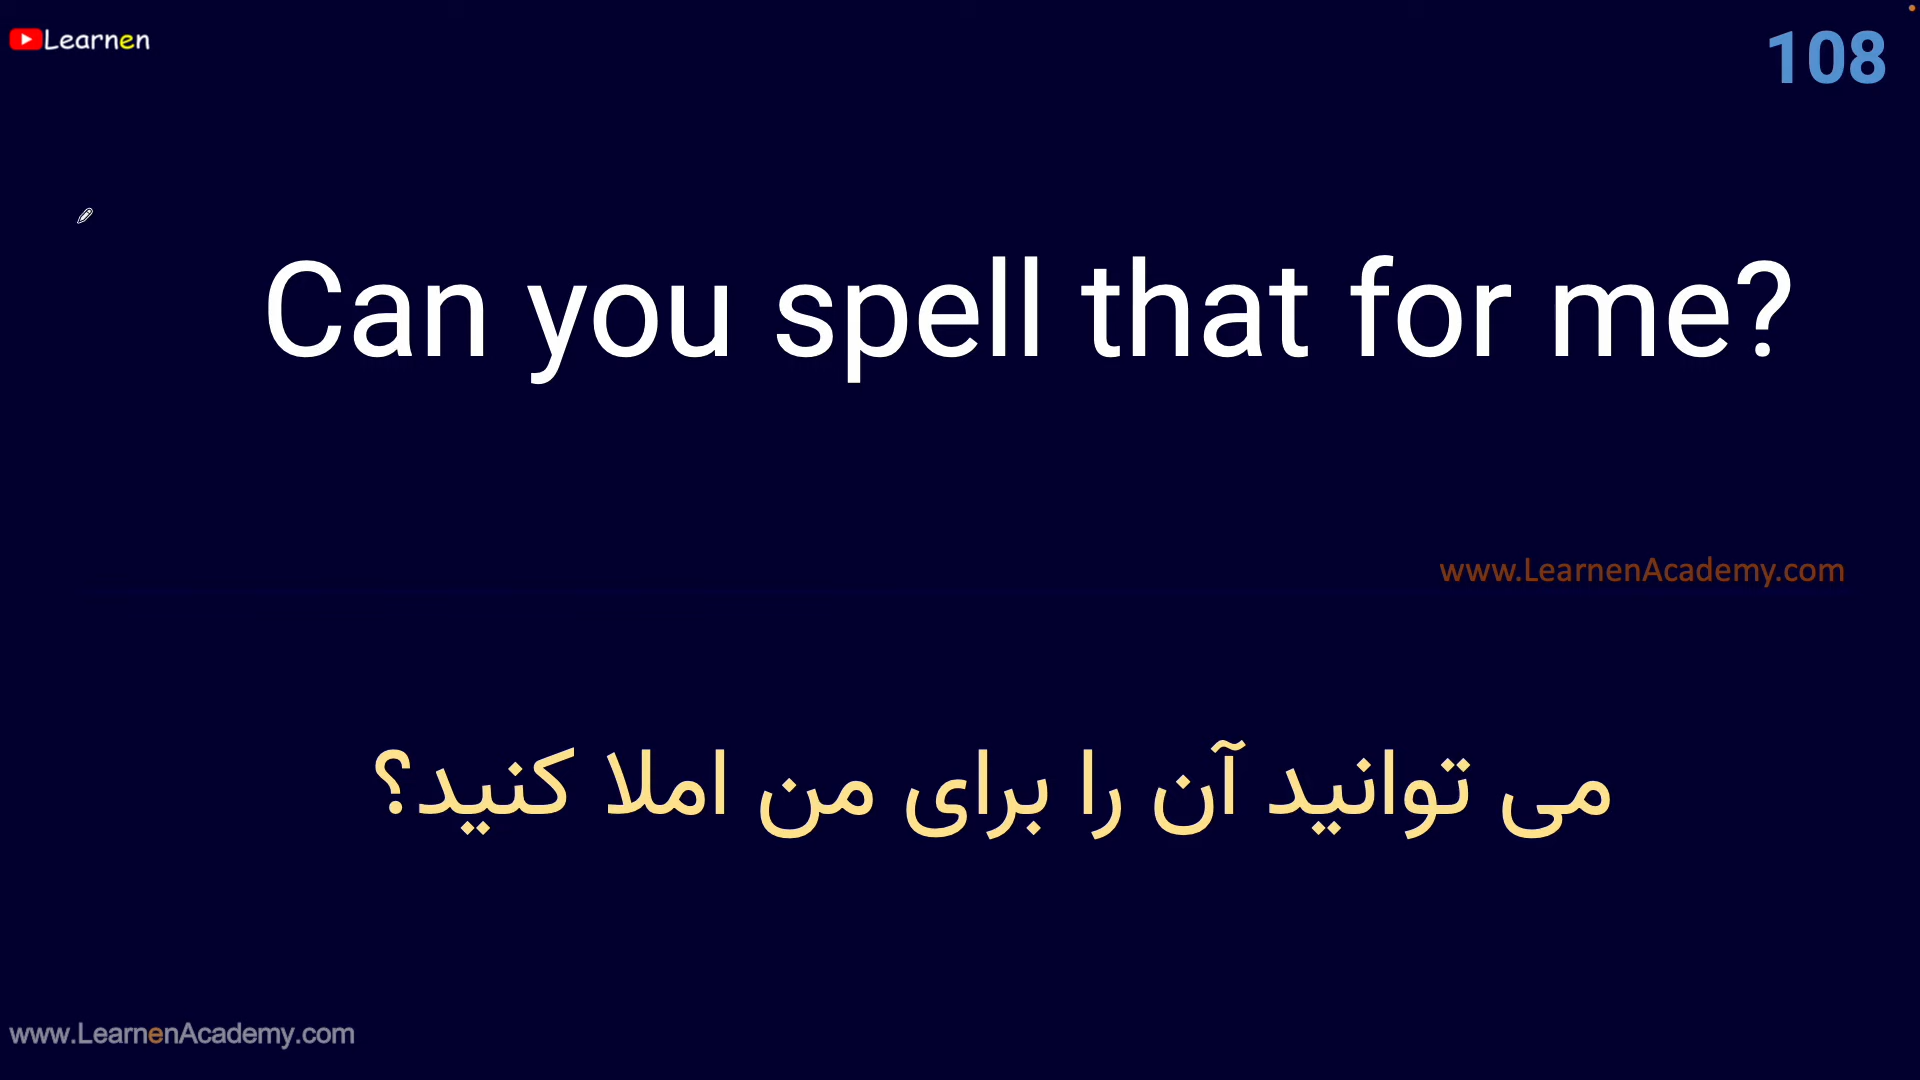 Learnen
108
Can you spell that for me?
www.LearnenAcademy.com
می توانید آن را برای من املا کنید؟
www.LearnenAcademy.com